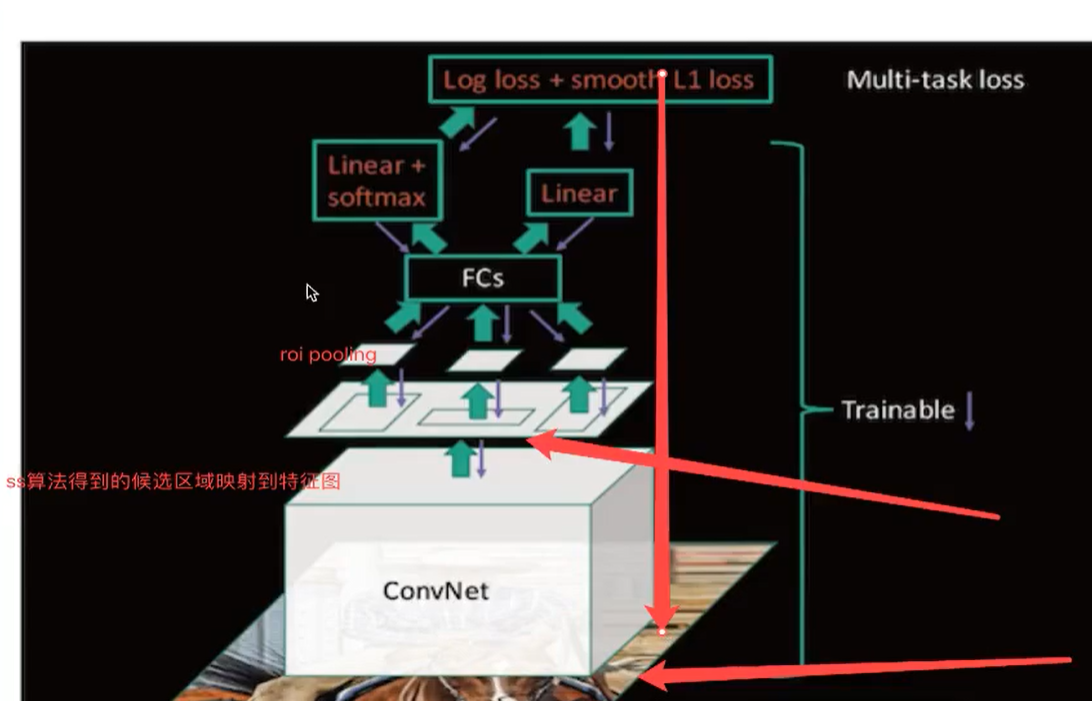 Log loss + smooth L1 loss
Multi-task loss
Linear +
softmax
Linear
FCs
roi pooling
Trainable
ss算法得到的候选区域映射到特征图
ConvNet